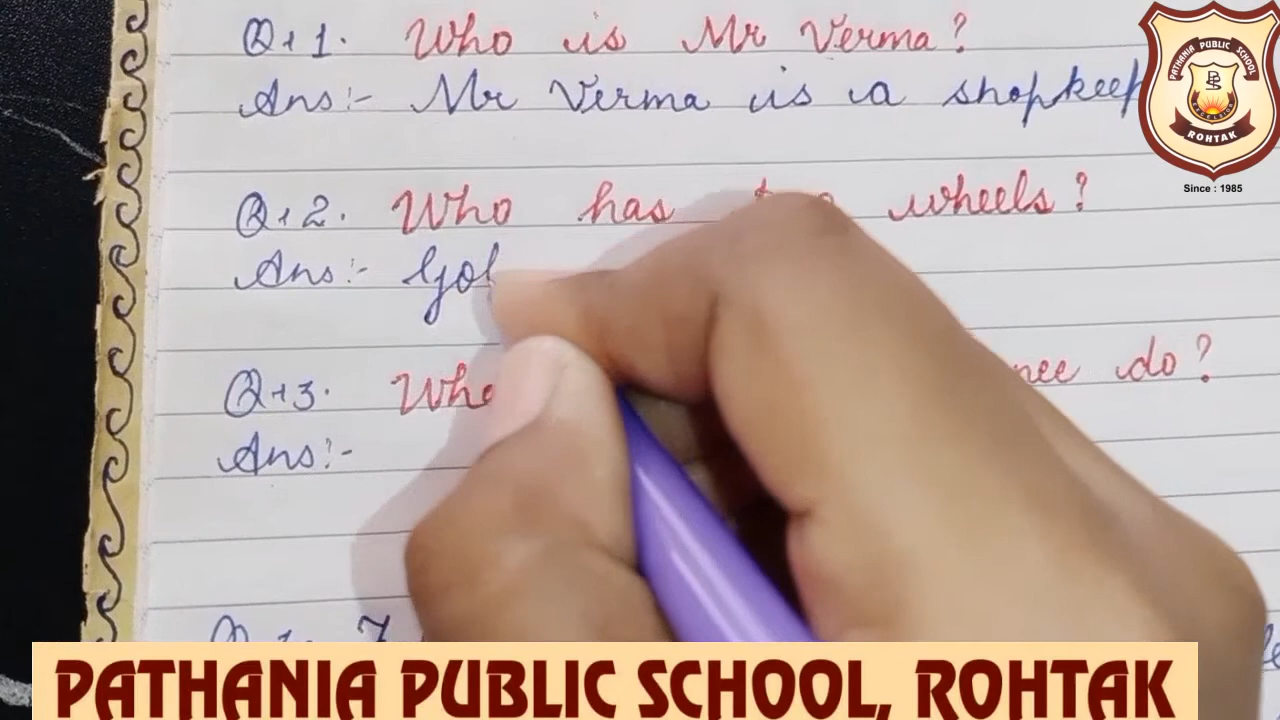 Q.1. Who is Mr Verma?
Ans:- Mr Verma is a shopkeep
Q.2. Who has wheels?
Ans:- Gol
Q.3. do?
Ans:-
PATHANIA PUBLIC SCHOOL
EXCELSIOR
ROHTAK
Since : 1985
PATHANIA PUBLIC SCHOOL, ROHTAK